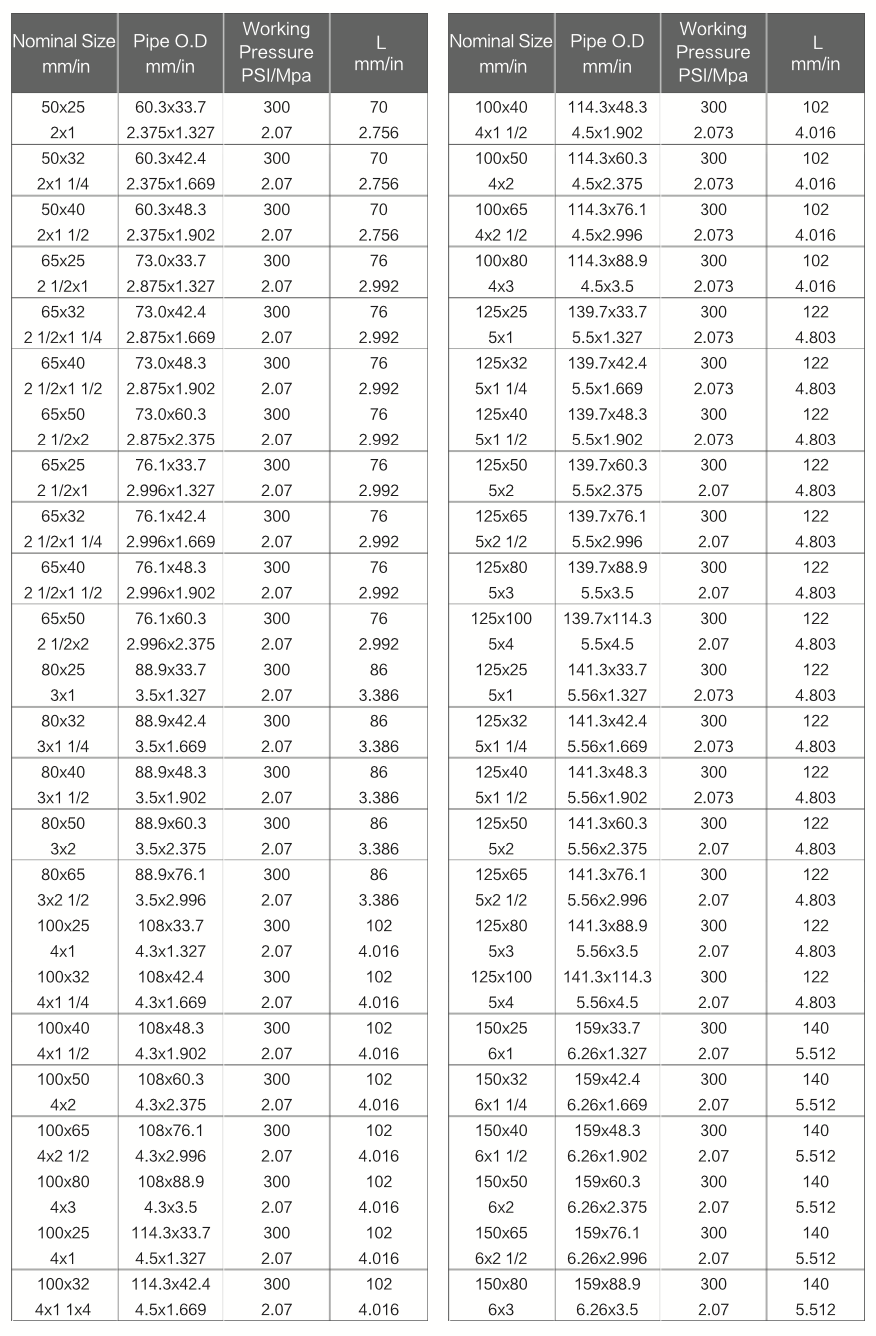 Nominal Size Pipe O.D Working Pressure L
mm/in mm/in PSI/Mpa mm/in
50x25 60.3x33.7 300 70
2x1 2.375x1.327 2.07 2.756
50x32 60.3x42.4 300 70
2x1 1/4 2.375x1.669 2.07 2.756
50x40 60.3x48.3 300 70
2x1 1/2 2.375x1.902 2.07 2.756
65x25 73.0x33.7 300 76
2 1/2x1 2.875x1.327 2.07 2.992
65x32 73.0x42.4 300 76
2 1/2x1 1/4 2.875x1.669 2.07 2.992
65x40 73.0x48.3 300 76
2 1/2x1 1/2 2.875x1.902 2.07 2.992
65x50 73.0x60.3 300 76
2 1/2x2 2.875x2.375 2.07 2.992
65x25 76.1x33.7 300 76
2 1/2x1 2.996x1.327 2.07 2.992
65x32 76.1x42.4 300 76
2 1/2x1 1/4 2.996x1.669 2.07 2.992
65x40 76.1x48.3 300 76
2 1/2x1 1/2 2.996x1.902 2.07 2.992
65x50 76.1x60.3 300 76
2 1/2x2 2.996x2.375 2.07 2.992
80x25 88.9x33.7 300 86
3x1 3.5x1.327 2.07 3.386
80x32 88.9x42.4 300 86
3x1 1/4 3.5x1.669 2.07 3.386
80x40 88.9x48.3 300 86
3x1 1/2 3.5x1.902 2.07 3.386
80x50 88.9x60.3 300 86
3x2 3.5x2.375 2.07 3.386
80x65 88.9x76.1 300 86
3x2 1/2 3.5x2.996 2.07 3.386
100x25 108x33.7 300 102
4x1 4.3x1.327 2.07 4.016
100x32 108x42.4 300 102
4x1 1/4 4.3x1.669 2.07 4.016
100x40 108x48.3 300 102
4x1 1/2 4.3x1.902 2.07 4.016
100x50 108x60.3 300 102
4x2 4.3x2.375 2.07 4.016
100x65 108x76.1 300 102
4x2 1/2 4.3x2.996 2.07 4.016
100x80 108x88.9 300 102
4x3 4.3x3.5 2.07 4.016
100x25 114.3x33.7 300 102
4x1 4.5x1.327 2.07 4.016
100x32 114.3x42.4 300 102
4x1 1x4 4.5x1.669 2.07 4.016
Nominal Size Pipe O.D Working Pressure L
mm/in mm/in PSI/Mpa mm/in
100x40 114.3x48.3 300 102
4x1 1/2 4.5x1.902 2.073 4.016
100x50 114.3x60.3 300 102
4x2 4.5x2.375 2.073 4.016
100x65 114.3x76.1 300 102
4x2 1/2 4.5x2.996 2.073 4.016
100x80 114.3x88.9 300 102
4x3 4.5x3.5 2.073 4.016
125x25 139.7x33.7 300 122
5x1 5.5x1.327 2.073 4.803
125x32 139.7x42.4 300 122
5x1 1/4 5.5x1.669 2.073 4.803
125x40 139.7x48.3 300 122
5x1 1/2 5.5x1.902 2.073 4.803
125x50 139.7x60.3 300 122
5x2 5.5x2.375 2.07 4.803
125x65 139.7x76.1 300 122
5x2 1/2 5.5x2.996 2.07 4.803
125x80 139.7x88.9 300 122
5x3 5.5x3.5 2.07 4.803
125x100 139.7x114.3 300 122
5x4 5.5x4.5 2.07 4.803
125x25 141.3x33.7 300 122
5x1 5.56x1.327 2.073 4.803
125x32 141.3x42.4 300 122
5x1 1/4 5.56x1.669 2.073 4.803
125x40 141.3x48.3 300 122
5x1 1/2 5.56x1.902 2.073 4.803
125x50 141.3x60.3 300 122
5x2 5.56x2.375 2.07 4.803
125x65 141.3x76.1 300 122
5x2 1/2 5.56x2.996 2.07 4.803
125x80 141.3x88.9 300 122
5x3 5.56x3.5 2.07 4.803
125x100 141.3x114.3 300 122
5x4 5.56x4.5 2.07 4.803
150x25 159x33.7 300 140
6x1 6.26x1.327 2.07 5.512
150x32 159x42.4 300 140
6x1 1/4 6.26x1.669 2.07 5.512
150x40 159x48.3 300 140
6x1 1/2 6.26x1.902 2.07 5.512
150x50 159x60.3 300 140
6x2 6.26x2.375 2.07 5.512
150x65 159x76.1 300 140
6x2 1/2 6.26x2.996 2.07 5.512
150x80 159x88.9 300 140
6x3 6.26x3.5 2.07 5.512